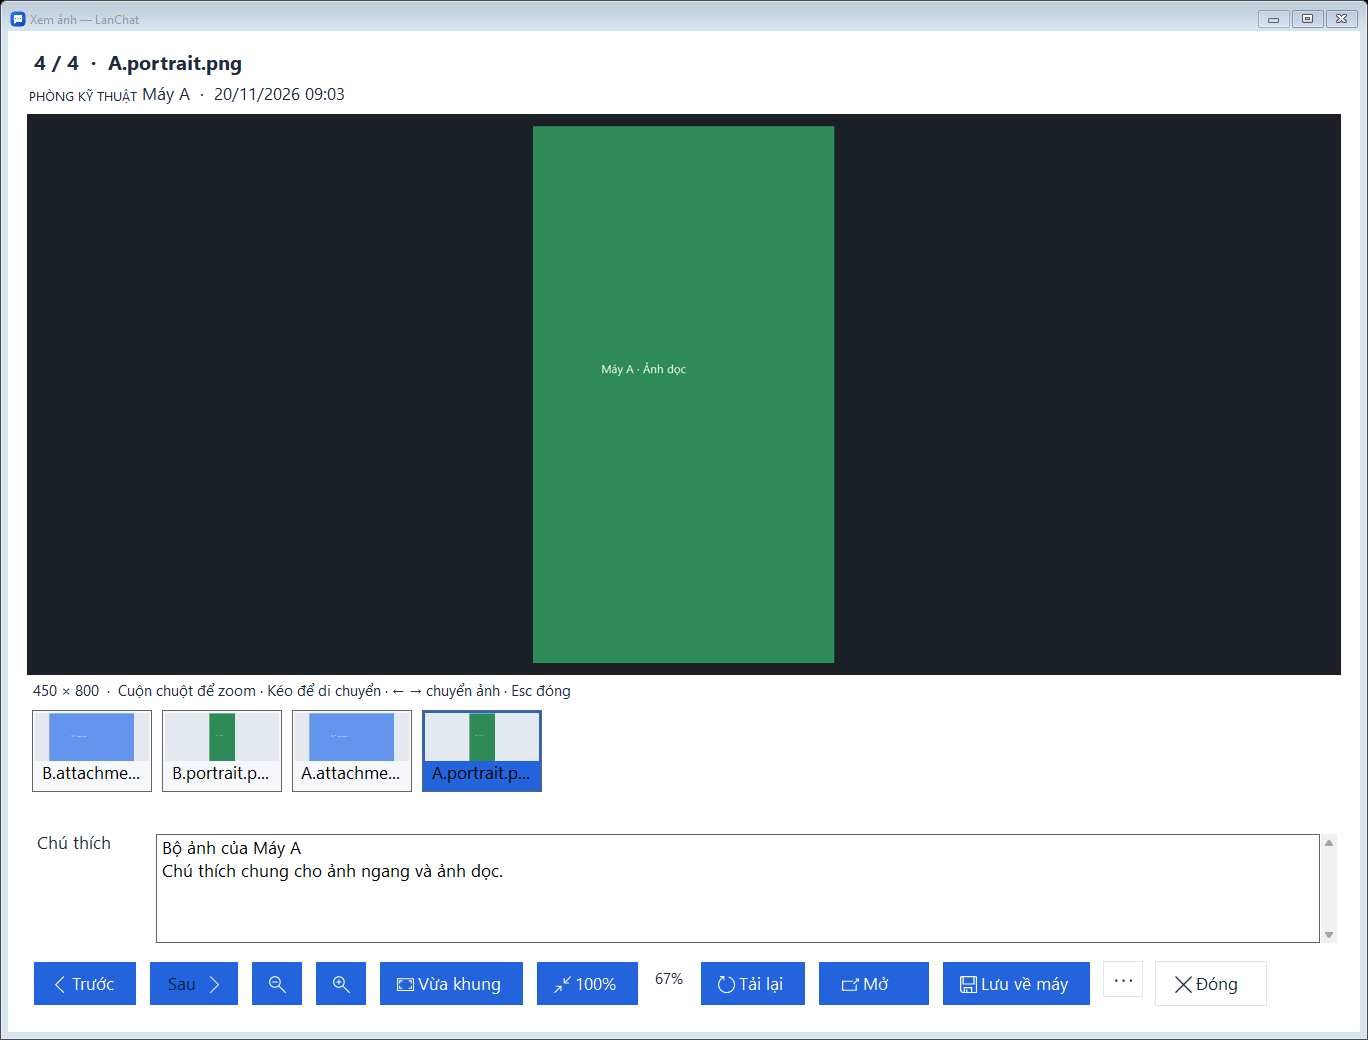 Xem ảnh — LanChat
4 / 4 · A.portrait.png
PHÒNG KỸ THUẬT Máy A · 20/11/2026 09:03
Máy A · Ảnh dọc
450 × 800 · Cuộn chuột để zoom · Kéo để di chuyển · ← → chuyển ảnh · Esc đóng
B.attachme... B.portrait.p... A.attachme... A.portrait.p...
Chú thích
Bộ ảnh của Máy A
Chú thích chung cho ảnh ngang và ảnh dọc.
Trước Sau Vừa khung 100% 67% Tải lại Mở Lưu về máy ... Đóng